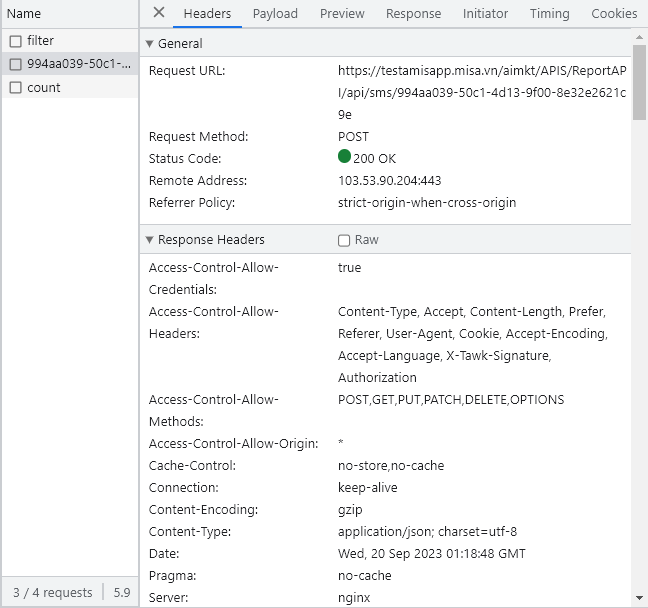 Name
Headers Payload Preview Response Initiator Timing Cookies
filter
994aa039-50c1-...
count
General
Request URL: https://testamisapp.misa.vn/aimkt/APIS/ReportAP
I/api/sms/994aa039-50c1-4d13-9f00-8e32e2621c
9e
Request Method: POST
Status Code: 200 OK
Remote Address: 103.53.90.204:443
Referrer Policy: strict-origin-when-cross-origin
Response Headers Raw
Access-Control-Allow- true
Credentials:
Access-Control-Allow- Content-Type, Accept, Content-Length, Prefer,
Headers: Referer, User-Agent, Cookie, Accept-Encoding,
Accept-Language, X-Tawk-Signature,
Authorization
Access-Control-Allow- POST,GET,PUT,PATCH,DELETE,OPTIONS
Methods:
Access-Control-Allow-Origin: *
Cache-Control: no-store,no-cache
Connection: keep-alive
Content-Encoding: gzip
Content-Type: application/json; charset=utf-8
Date: Wed, 20 Sep 2023 01:18:48 GMT
Pragma: no-cache
Server: nginx
3 / 4 requests 5.9